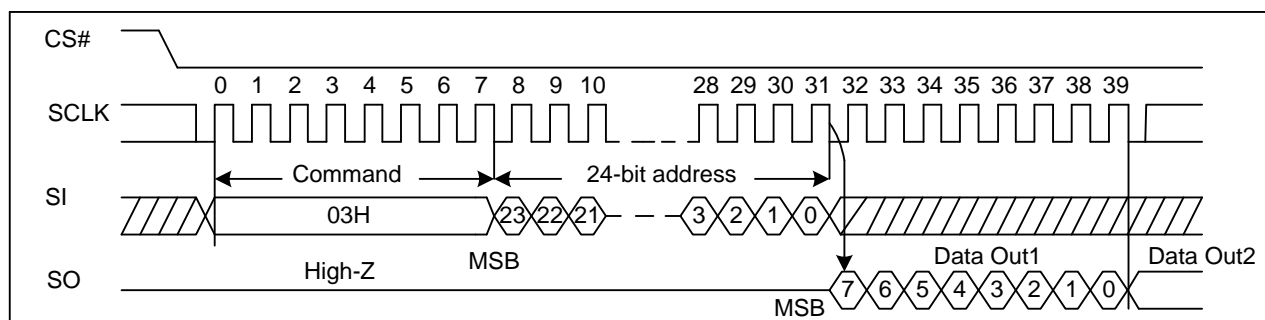 CS#
0 1 2 3 4 5 6 7 8 9 10 28 29 30 31 32 33 34 35 36 37 38 39
SCLK
Command 24-bit address
SI
03H 23 22 21 3 2 1 0
High-Z MSB Data Out1 Data Out2
SO
MSB 7 6 5 4 3 2 1 0